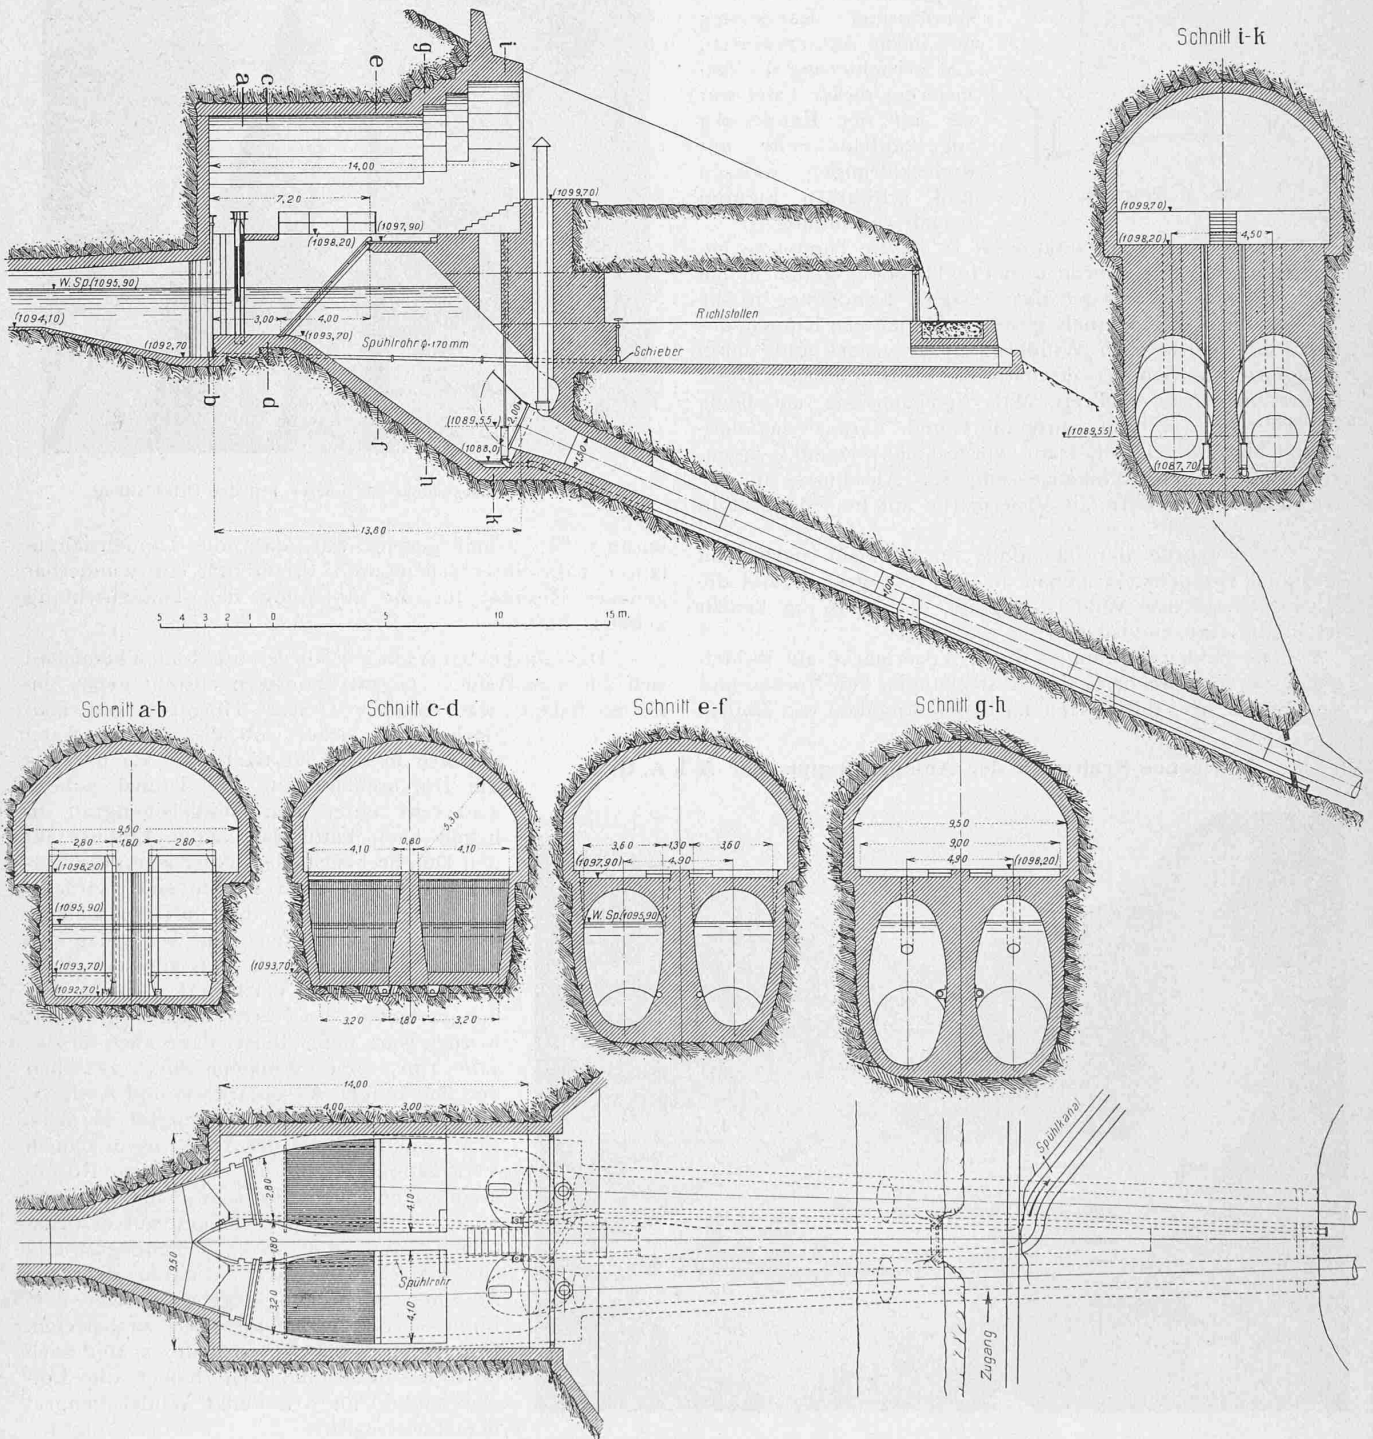 Schnitt i-k
i
g
e
c
a
14,00
7,20
(1099,70)
(1097,90)
(1098,20)
W. Sp.(1095,90)
(1094,10)
3,00
4,00
(1093,70)
(1092,70
Spühlrohr φ·170 mm
Richtstollen
Schieber
b
d
f
h
k
2,00
(1089,55)
(1088,0)
1,50
1,00
13,80
(1099,70)
(1098,20)
4,50
(1089,55)
(1087,70)
5 4 3 2 1 0 5 10 15 m.
Schnitt a-b
Schnitt c-d
Schnitt e-f
Schnitt g-h
9,50
2,80 1,80 2,80
(1098,20)
(1095,90)
(1093,70)
(1092,70)
5,30
0,60
4,10 4,10
(1093,70)
3,20 1,80 3,20
3,60 1,30 3,60
(1097,90)
4,90
W. Sp.(1095,90)
9,50
9,00
4,90
(1098,20)
14,00
4,00 3,00
9,50
2,80
4,10
1,80
3,20
4,10
Spühlrohr
Spühlkanal
Zugang